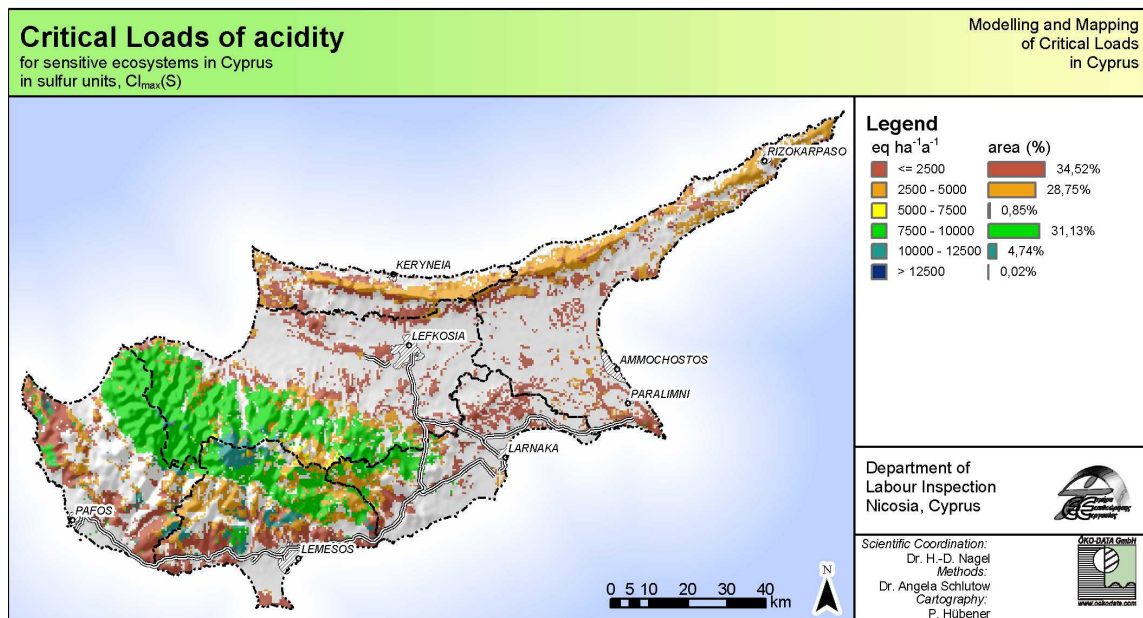 Critical Loads of acidity
for sensitive ecosystems in Cyprus
in sulfur units, Clmax(S)
Modelling and Mapping
of Critical Loads
in Cyprus
RIZOKARPASO
KERYNEIA
LEFKOSIA
AMMOCHOSTOS
PARALIMNI
LARNAKA
PAFOS
LEMESOS
N
0 5 10 20 30 40
km
Legend
eq ha⁻¹a⁻¹ area (%)
<= 2500 34,52%
2500 - 5000 28,75%
5000 - 7500 0,85%
7500 - 10000 31,13%
10000 - 12500 4,74%
> 12500 0,02%
Department of
Labour Inspection
Nicosia, Cyprus
Scientific Coordination:
Dr. H.-D. Nagel
Methods:
Dr. Angela Schlutow
Cartography:
P. Hübener
ÖKO-DATA GmbH
www.oekodata.com